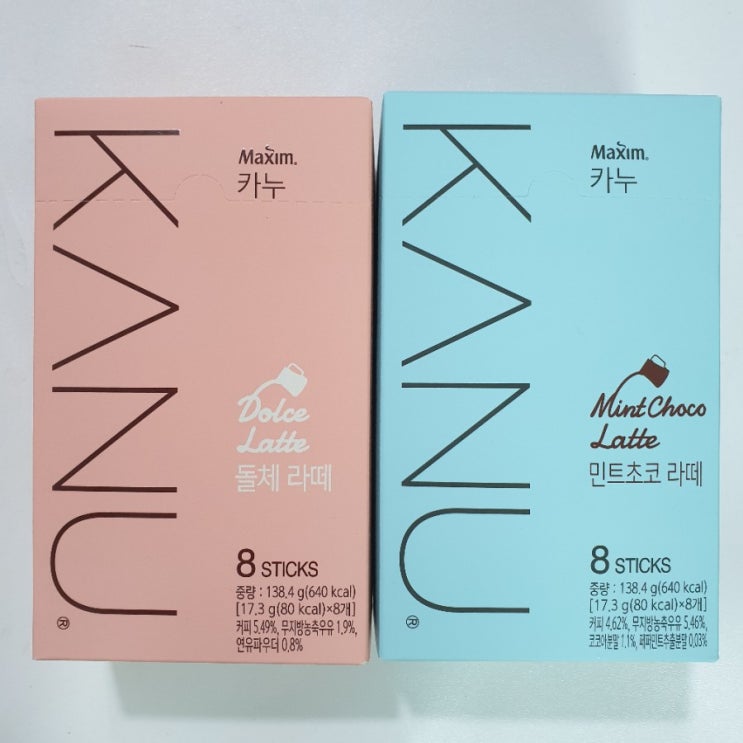 KANU®
Maxim®
카누
Dolce
Latte
돌체 라떼
8 STICKS
중량 : 138.4 g(640 kcal)
[17.3 g(80 kcal)×8개]
커피 5.49%, 무지방농축우유 1.9%,
연유파우더 0.8%
KANU®
Maxim®
카누
Mint Choco
Latte
민트초코 라떼
8 STICKS
중량 : 138.4 g(640 kcal)
[17.3 g(80 kcal)×8개]
커피 4.62%, 무지방농축우유 5.46%,
코코아분말 1.1%, 페퍼민트추출분말 0.03%